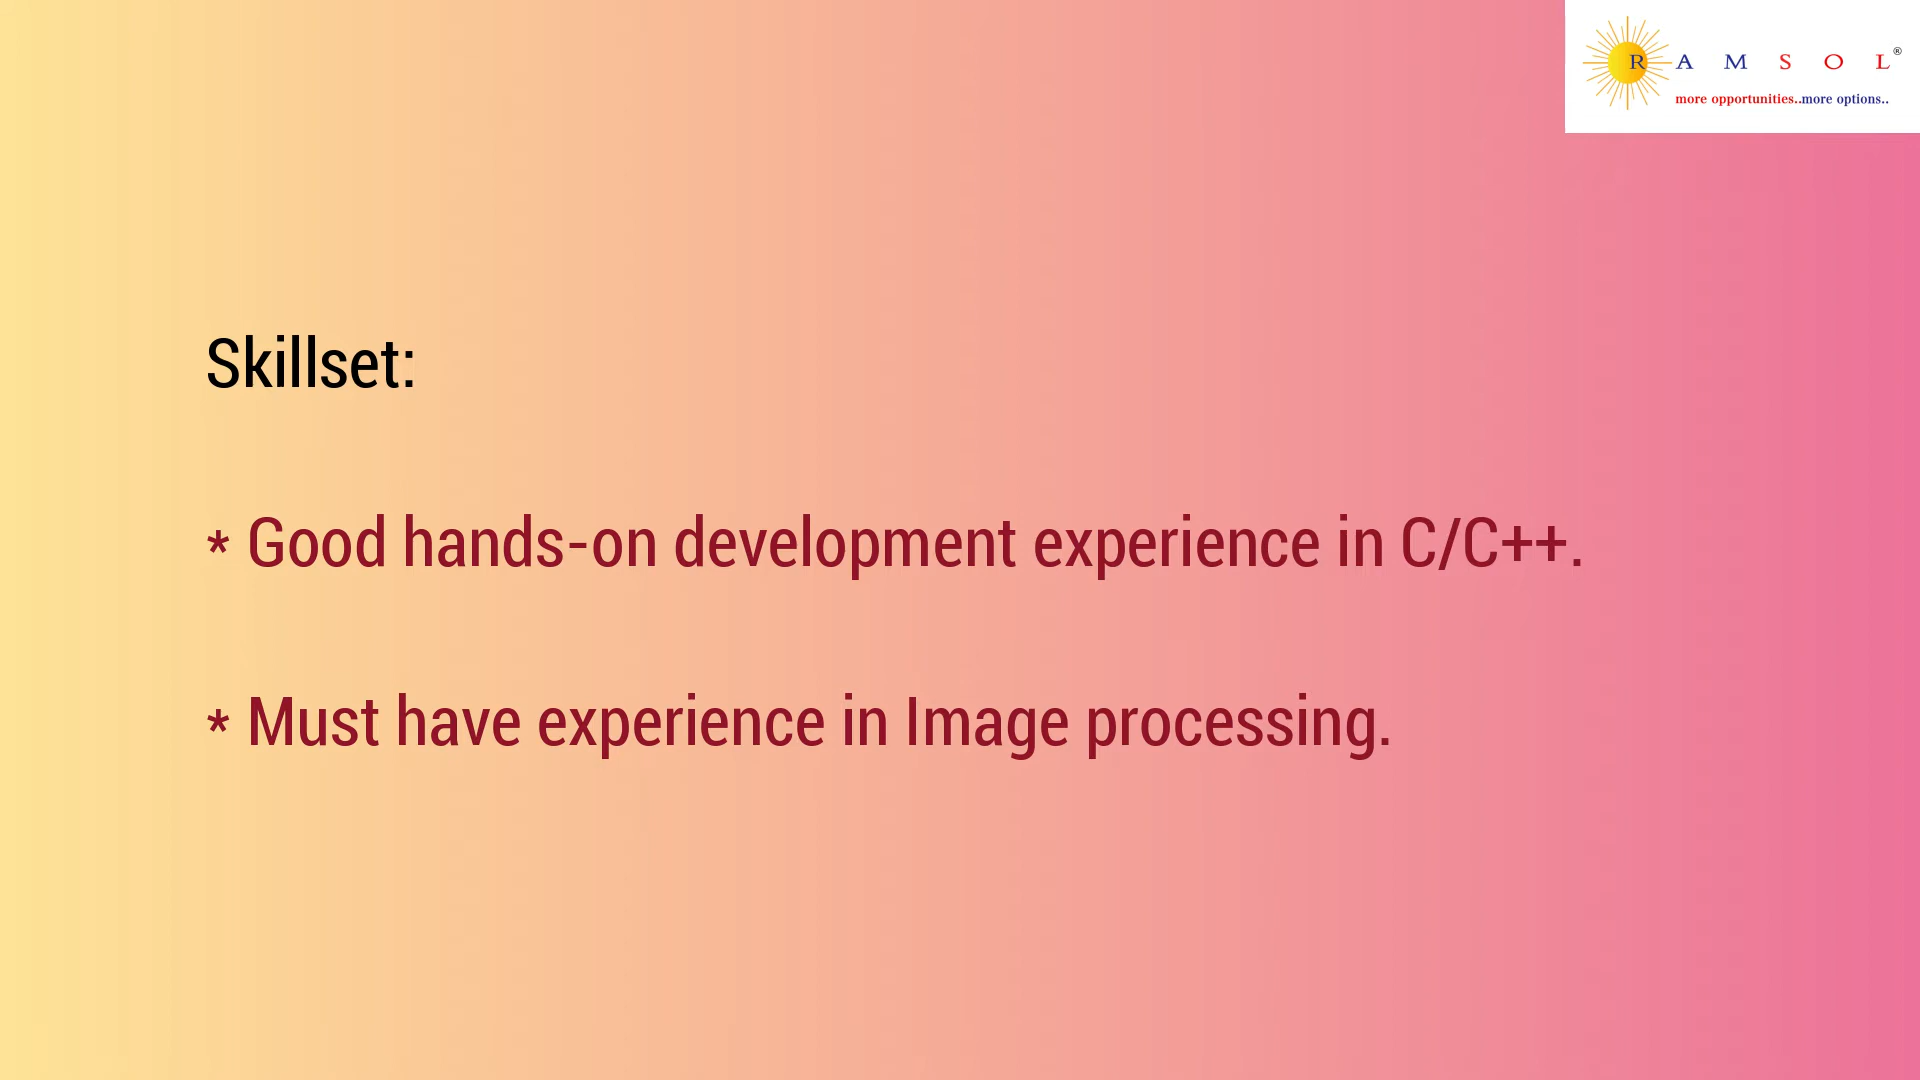 R A M S O L®
more opportunities..more options..
Skillset:
* Good hands-on development experience in C/C++.
* Must have experience in Image processing.